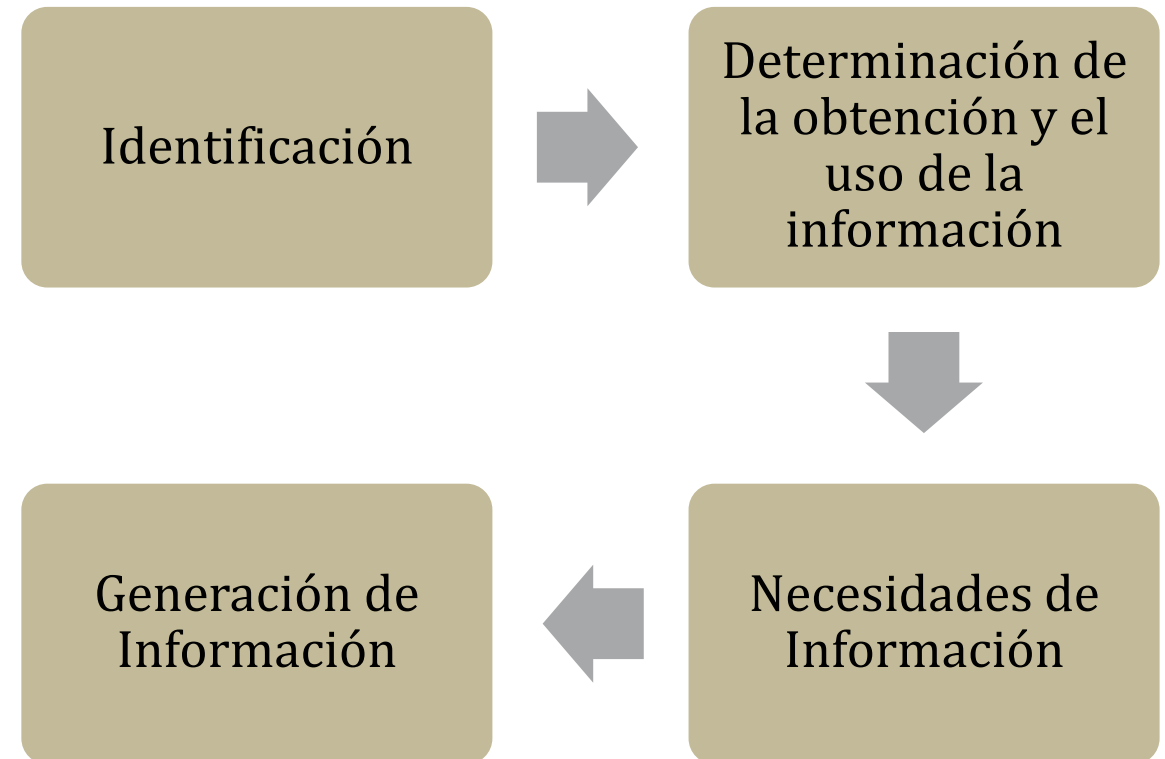 Identificación
Determinación de
la obtención y el
uso de la
información
Necesidades de
Información
Generación de
Información